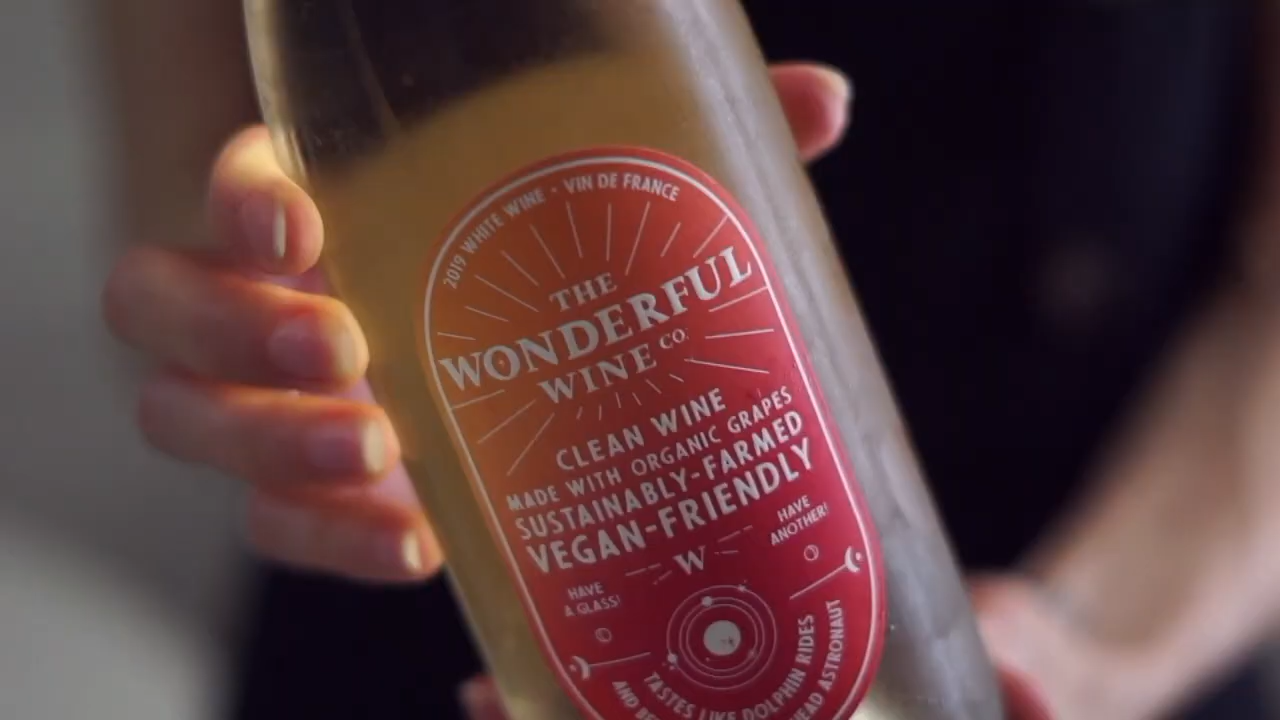 2019 WHITE WINE · VIN DE FRANCE
THE
WONDERFUL
WINE CO.
CLEAN WINE
MADE WITH ORGANIC GRAPES
SUSTAINABLY-FARMED
VEGAN-FRIENDLY
HAVE
ANOTHER!
W
HAVE
A GLASS!
TASTES LIKE DOLPHIN RIDES
AND ASTRONAUT